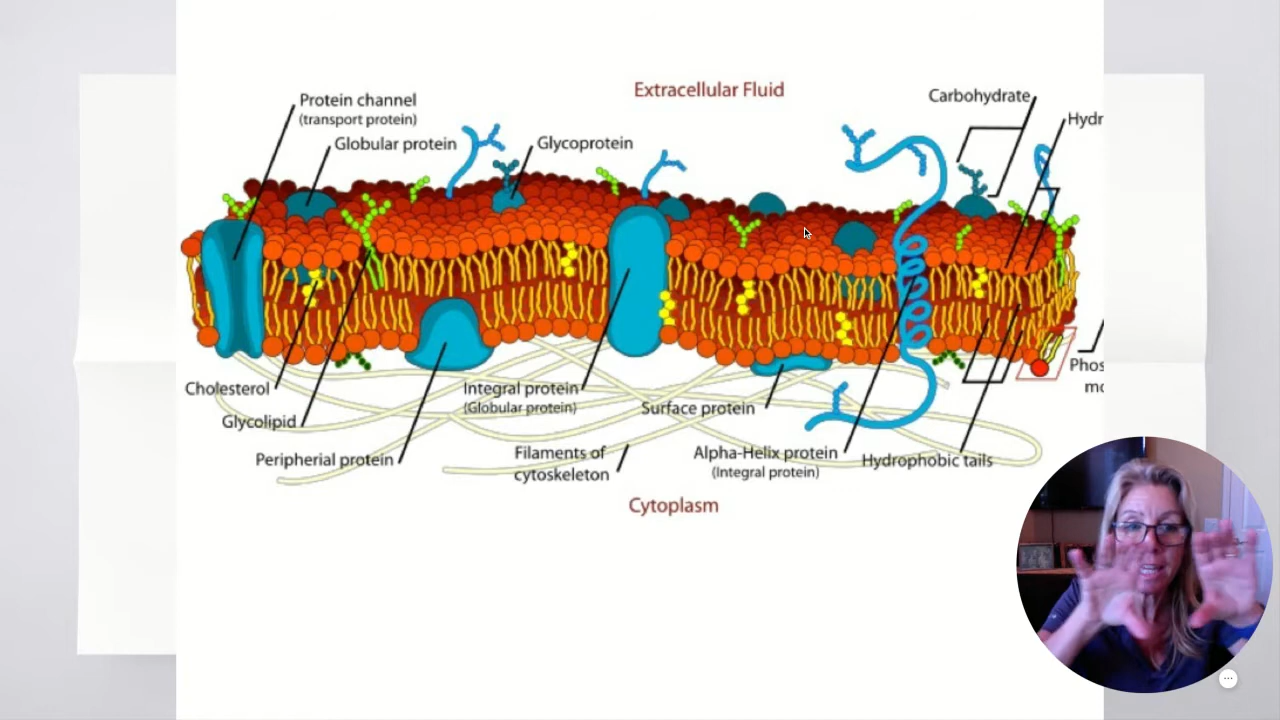 Extracellular Fluid
Protein channel
(transport protein)
Globular protein
Glycoprotein
Carbohydrate
Hydr
Cholesterol
Glycolipid
Peripherial protein
Integral protein
(Globular protein)
Filaments of
cytoskeleton
Surface protein
Alpha-Helix protein
(Integral protein)
Hydrophobic tails
Phos
mo
Cytoplasm